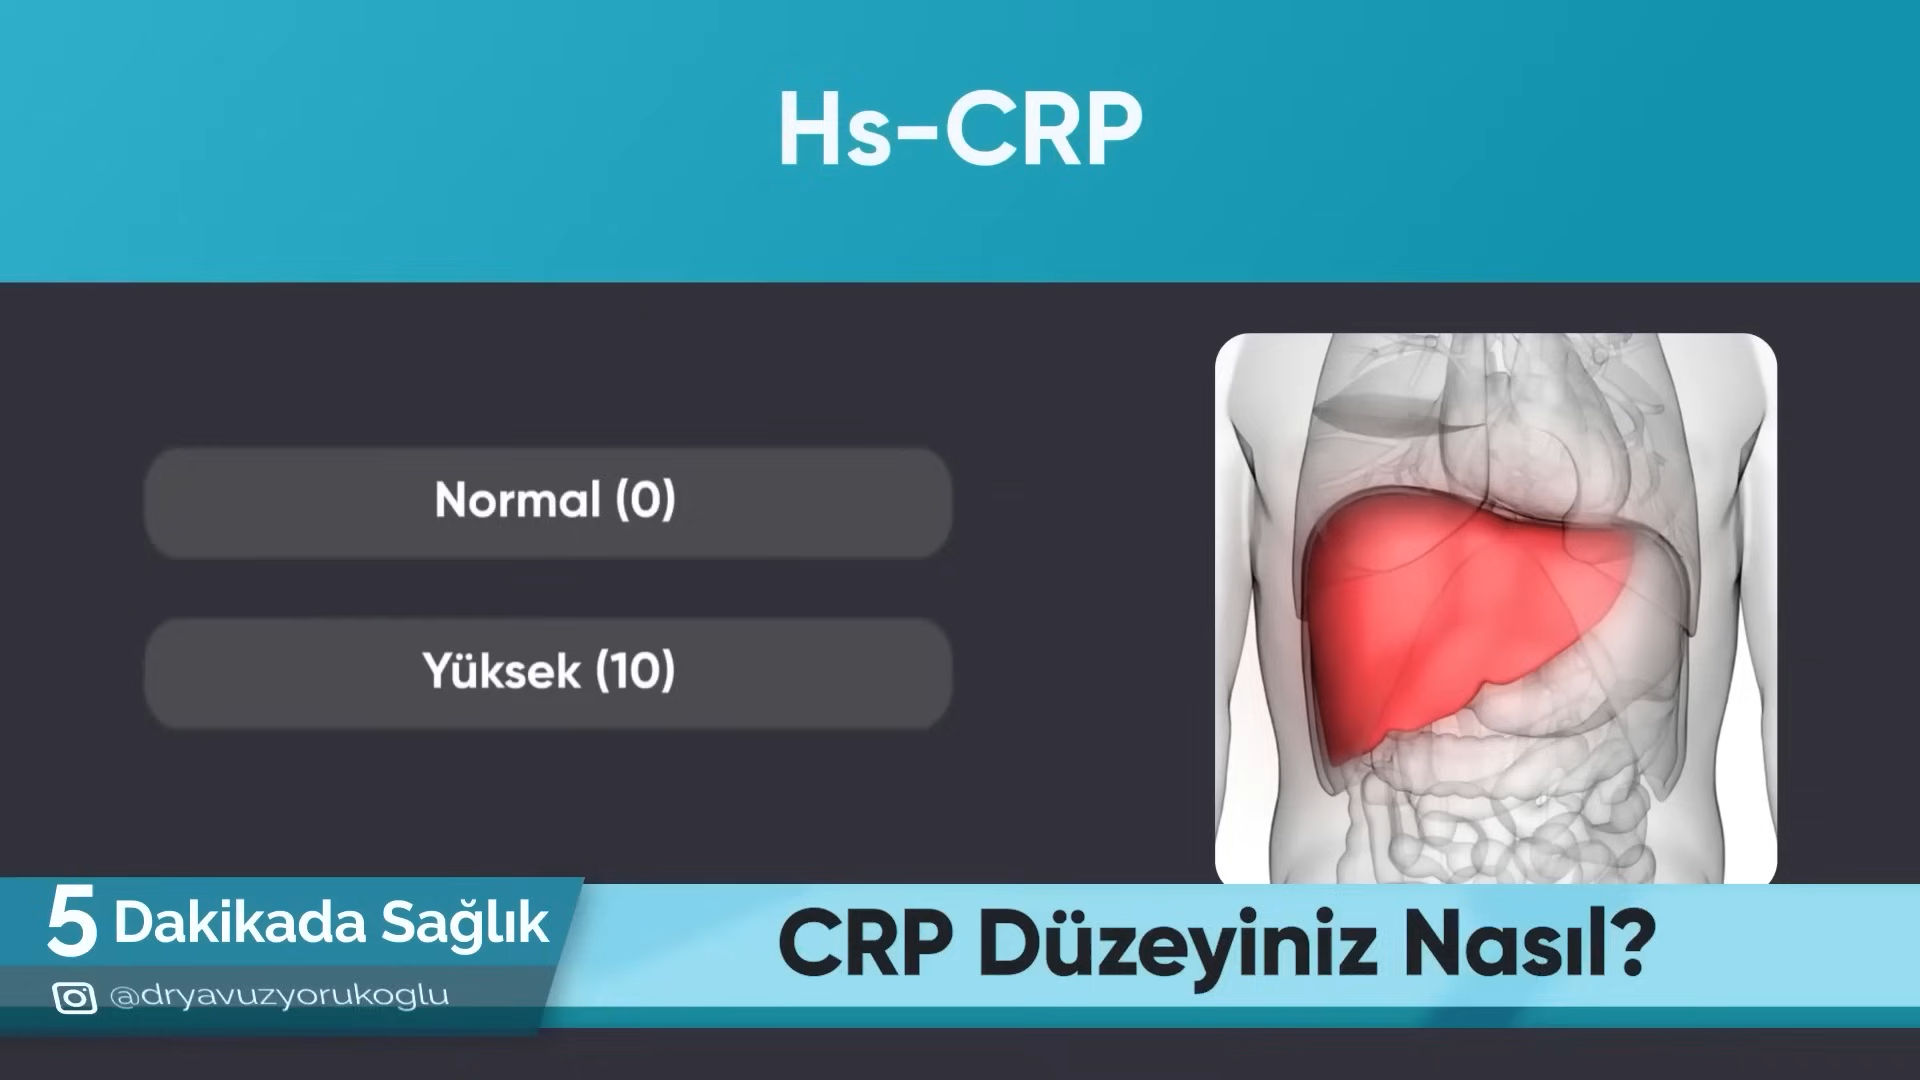 Hs-CRP
Normal (0)
Yüksek (10)
5 Dakikada Sağlık
@dryavuzyorukoglu
CRP Düzeyiniz Nasıl?